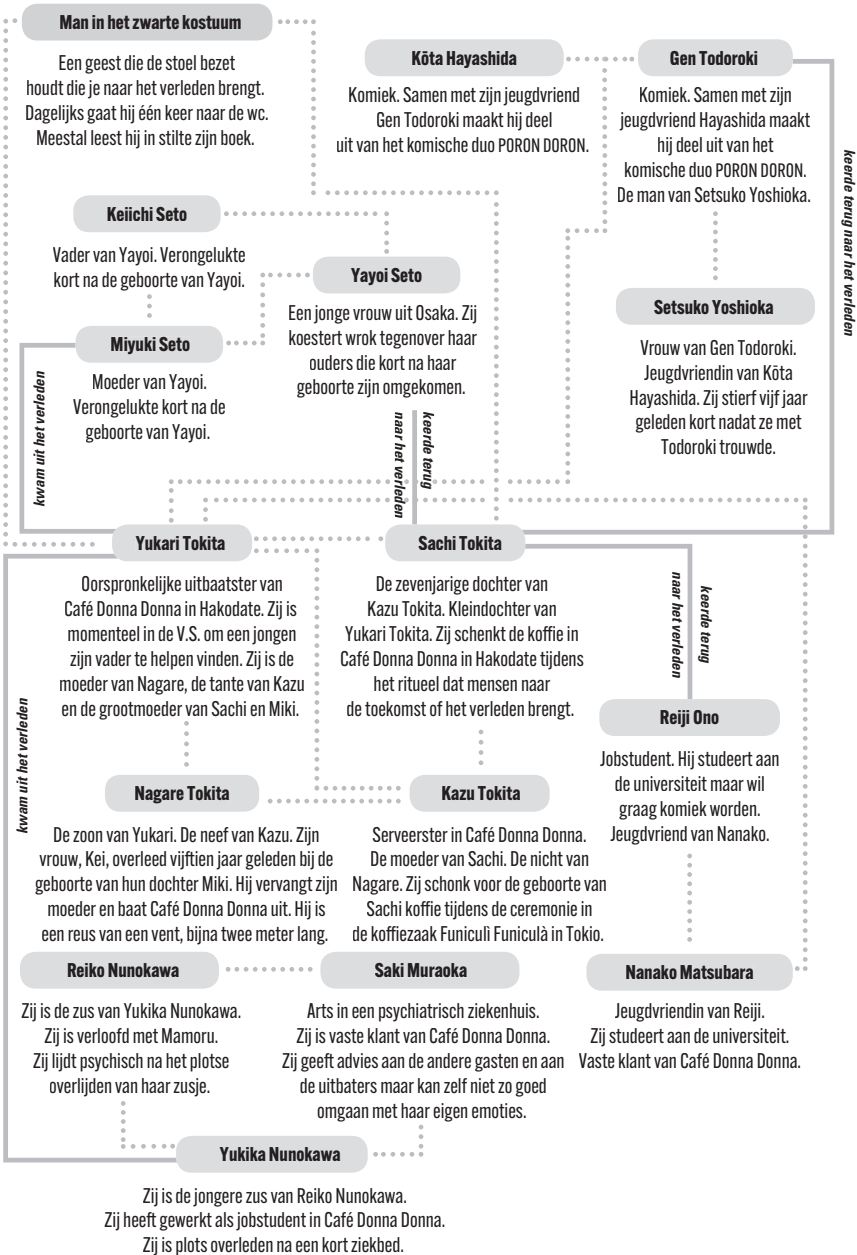 Man in het zwarte kostuum
Een geest die de stoel bezet
houdt die je naar het verleden brengt.
Dagelijks gaat hij één keer naar de wc.
Meestal leest hij in stilte zijn boek.
Kōta Hayashida
Komiek. Samen met zijn jeugdvriend
Gen Todoroki maakt hij deel
uit van het komische duo PORON DORON.
Gen Todoroki
Komiek. Samen met zijn
jeugdvriend Hayashida maakt
hij deel uit van het
komische duo PORON DORON.
De man van Setsuko Yoshioka.
keerde terug naar het verleden
Keiichi Seto
Vader van Yayoi. Verongelukte
kort na de geboorte van Yayoi.
Yayoi Seto
Een jonge vrouw uit Osaka. Zij
koestert wrok tegenover haar
ouders die kort na haar
geboorte zijn omgekomen.
Setsuko Yoshioka
Vrouw van Gen Todoroki.
Jeugdvriendin van Kōta
Hayashida. Zij stierf vijf jaar
geleden kort nadat ze met
Todoroki trouwde.
Miyuki Seto
Moeder van Yayoi.
Verongelukte kort na de
geboorte van Yayoi.
kwam uit het verleden
keerde terug
naar het verleden
Yukari Tokita
Oorspronkelijke uitbaatster van
Café Donna Donna in Hakodate. Zij is
momenteel in de V.S. om een jongen
zijn vader te helpen vinden. Zij is de
moeder van Nagare, de tante van Kazu
en de grootmoeder van Sachi en Miki.
Sachi Tokita
De zevenjarige dochter van
Kazu Tokita. Kleindochter van
Yukari Tokita. Zij schenkt de koffie in
Café Donna Donna in Hakodate tijdens
het ritueel dat mensen naar
de toekomst of het verleden brengt.
keerde terug
naar het verleden
Reiji Ono
Jobstudent. Hij studeert aan
de universiteit maar wil
graag komiek worden.
Jeugdvriend van Nanako.
kwam uit het verleden
Nagare Tokita
De zoon van Yukari. De neef van Kazu. Zijn
vrouw, Kei, overleed vijftien jaar geleden bij de
geboorte van hun dochter Miki. Hij vervangt zijn
moeder en baat Café Donna Donna uit. Hij is
een reus van een vent, bijna twee meter lang.
Kazu Tokita
Serveerster in Café Donna Donna.
De moeder van Sachi. De nicht van
Nagare. Zij schonk voor de geboorte van
Sachi koffie tijdens de ceremonie in
de koffiezaak Funiculì Funiculà in Tokio.
Reiko Nunokawa
Zij is de zus van Yukika Nunokawa.
Zij is verloofd met Mamoru.
Zij lijdt psychisch na het plotse
overlijden van haar zusje.
Saki Muraoka
Arts in een psychiatrisch ziekenhuis.
Zij is vaste klant van Café Donna Donna.
Zij geeft advies aan de andere gasten en aan
de uitbaters maar kan zelf niet zo goed
omgaan met haar eigen emoties.
Nanako Matsubara
Jeugdvriendin van Reiji.
Zij studeert aan de universiteit.
Vaste klant van Café Donna Donna.
Yukika Nunokawa
Zij is de jongere zus van Reiko Nunokawa.
Zij heeft gewerkt als jobstudent in Café Donna Donna.
Zij is plots overleden na een kort ziekbed.